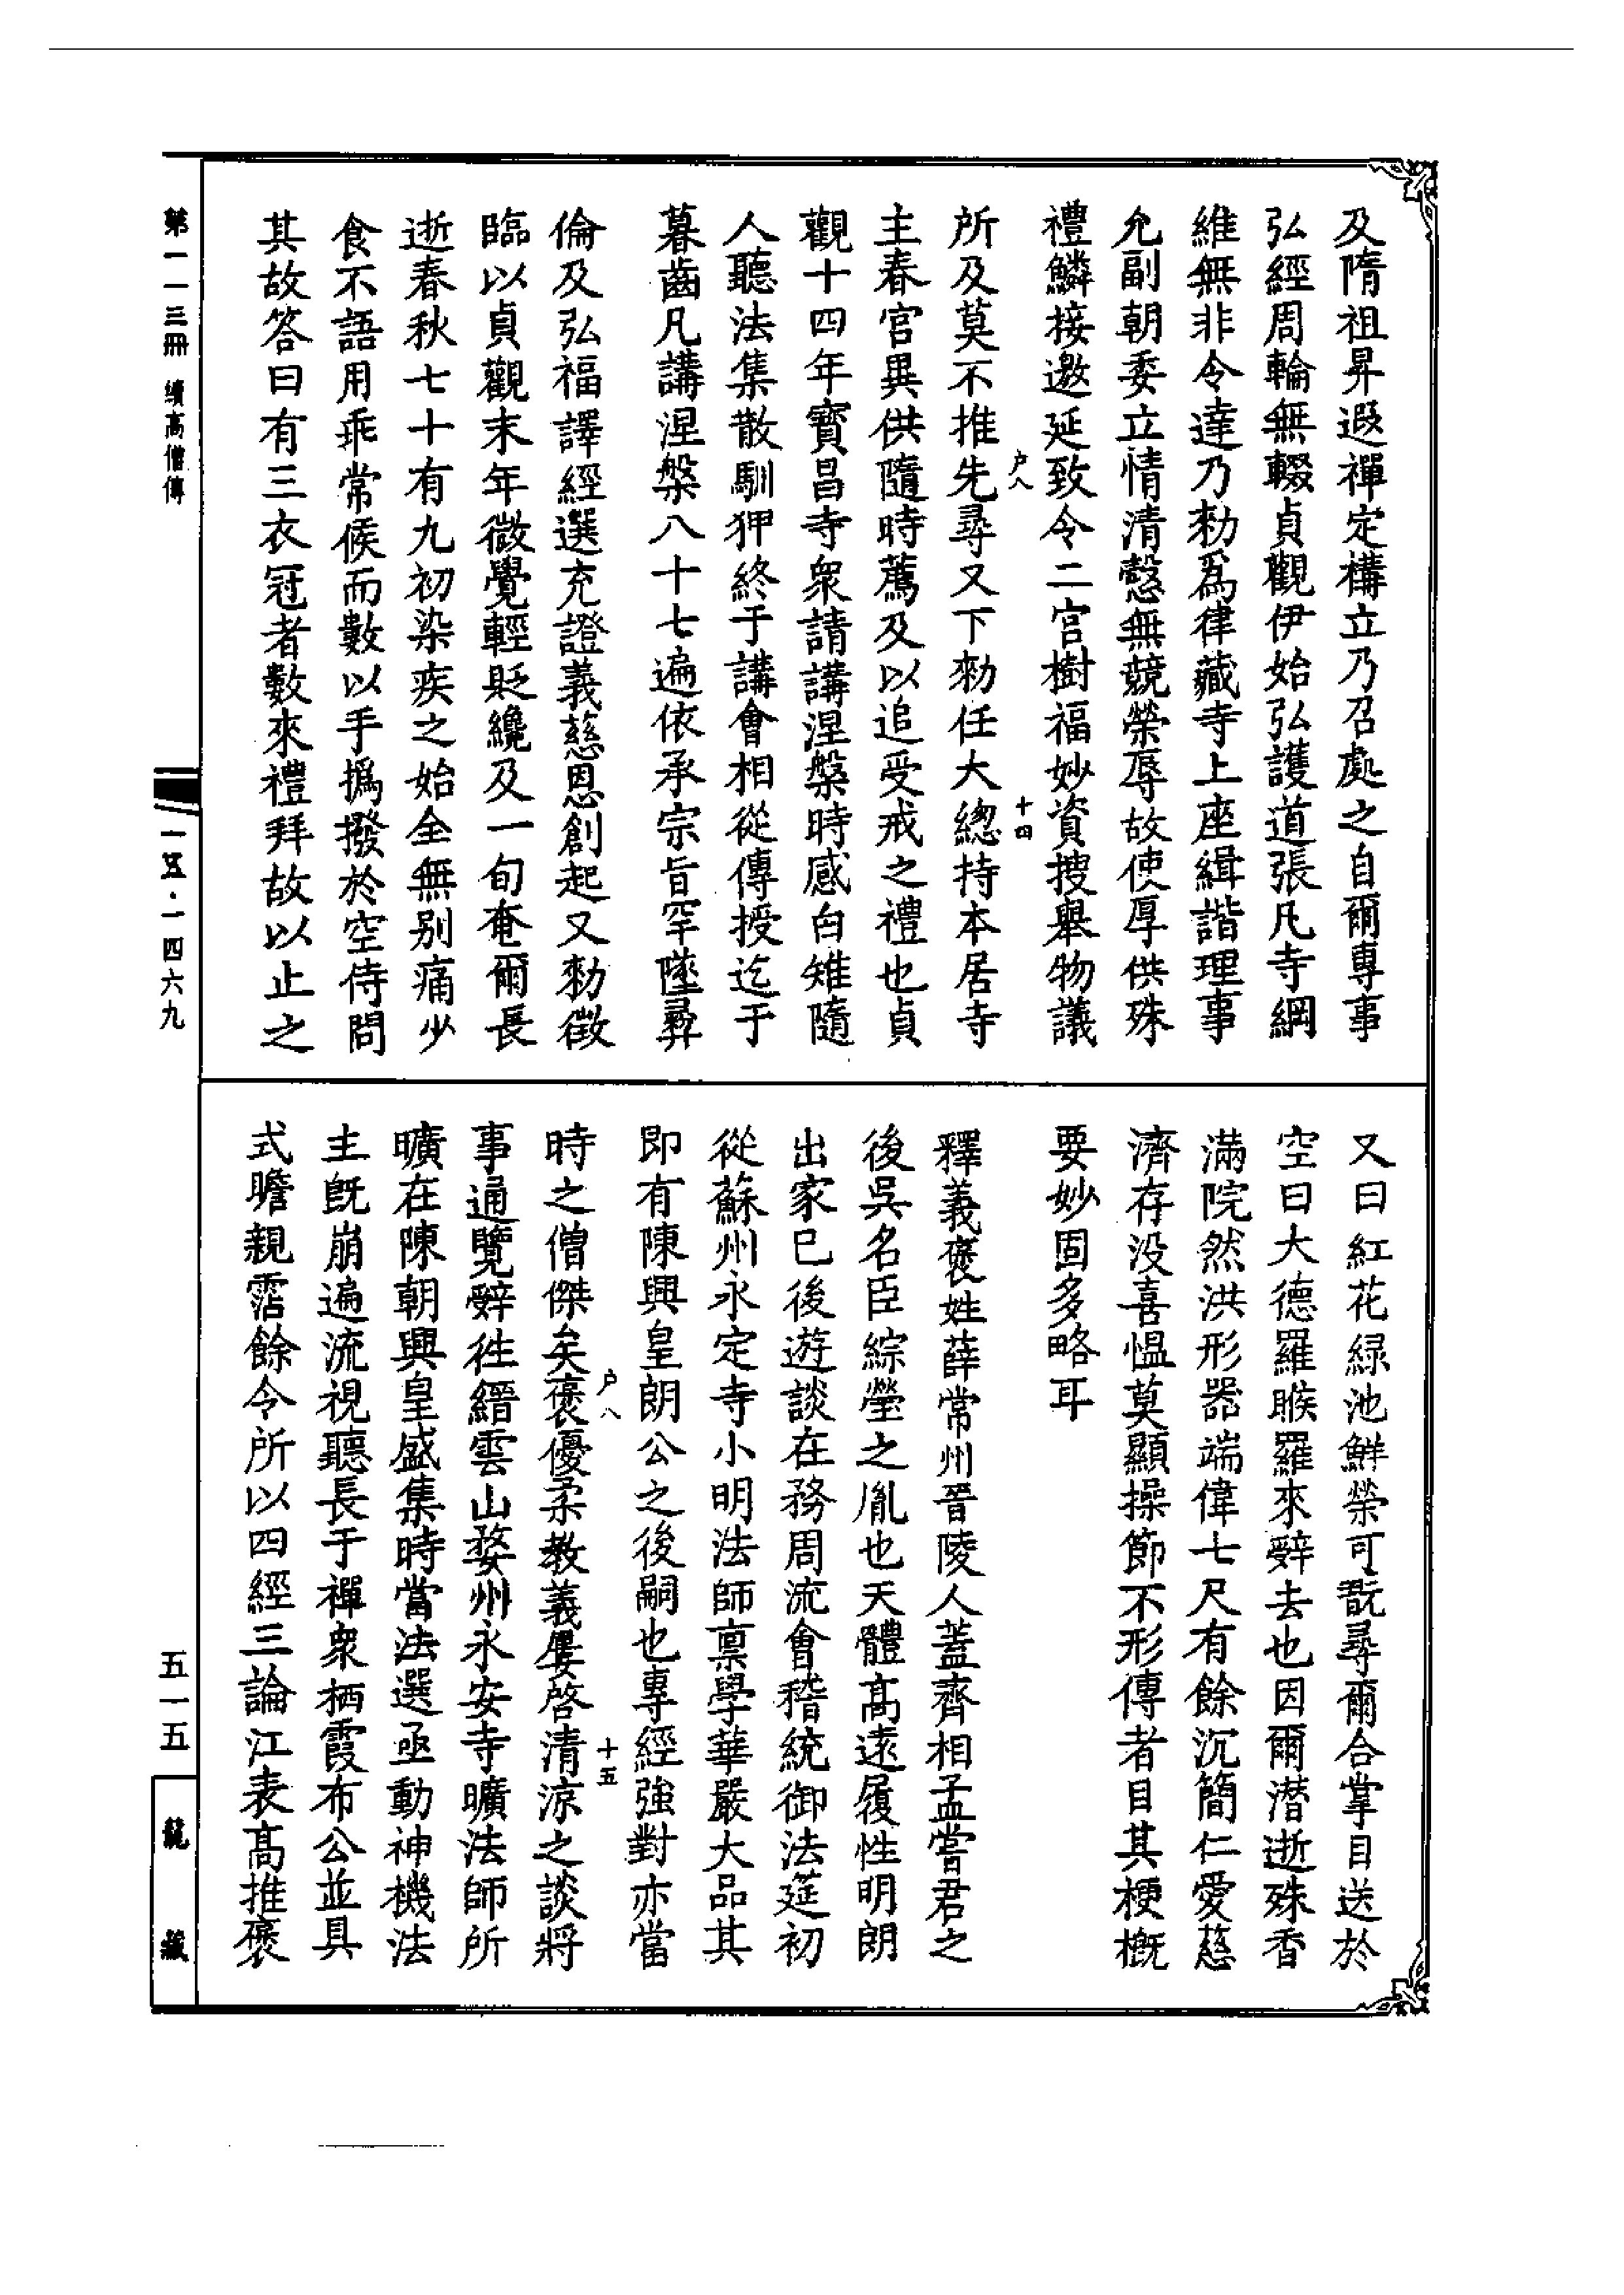 及隋祖昇遐禪定構立乃召處之自爾專事
弘經周輪無輟貞觀伊始弘護道張凡寺綱
維無非令達乃勑爲律藏寺上座緝諧理事
允副朝委立情清慤無競榮辱故使厚供殊
禮鱗接邀延致令二宮樹福妙資搜舉物議
户八 十四
所及莫不推先尋又下勑任大總持本居寺
主春宮異供隨時薦及以追受戒之禮也貞
觀十四年寳昌寺衆請講涅槃時感白雉隨
人聽法集散馴狎終于講會相從傳授迄于
暮齒凡講涅槃八十七遍依承宗旨罕墜彛
倫及弘福譯經選充證義慈恩創起又勑徵
臨以貞觀末年微覺輕貶纔及一旬奄爾長
逝春秋七十有九初染疾之始全無别痛少
食不語用乖常候而數以手撝撥於空侍問
其故答曰有三衣冠者數來禮拜故以止之
又曰紅花緑池鮮榮可翫尋爾合掌目送於
空曰大德羅睺羅來辤去也因爾潜逝殊香
滿院然洪形器端偉七尺有餘沉簡仁愛慈
濟存没喜愠莫顯操節不形傳者目其梗概
要妙固多略耳
釋義褒姓薛常州晉陵人蓋齊相孟嘗君之
後吳名臣綜瑩之胤也天體高遠履性明朗
出家已後遊談在務周流會稽統御法筵初
從蘇州永定寺小明法師禀學華嚴大品其
即有陳興皇朗公之後嗣也專經強對亦當
户八 十五
時之僧傑矣褒優柔教義屢啓清涼之談將
事通覽辤徃縉雲山婺州永安寺曠法師所
曠在陳朝興皇盛集時當法選亟動神機法
主旣崩遍流視聽長于禪衆栖霞布公並具
式瞻親霑餘令所以四經三論江表高推褒
第一一三冊 續高僧傳
一一五·一四六九
五一五
龍藏